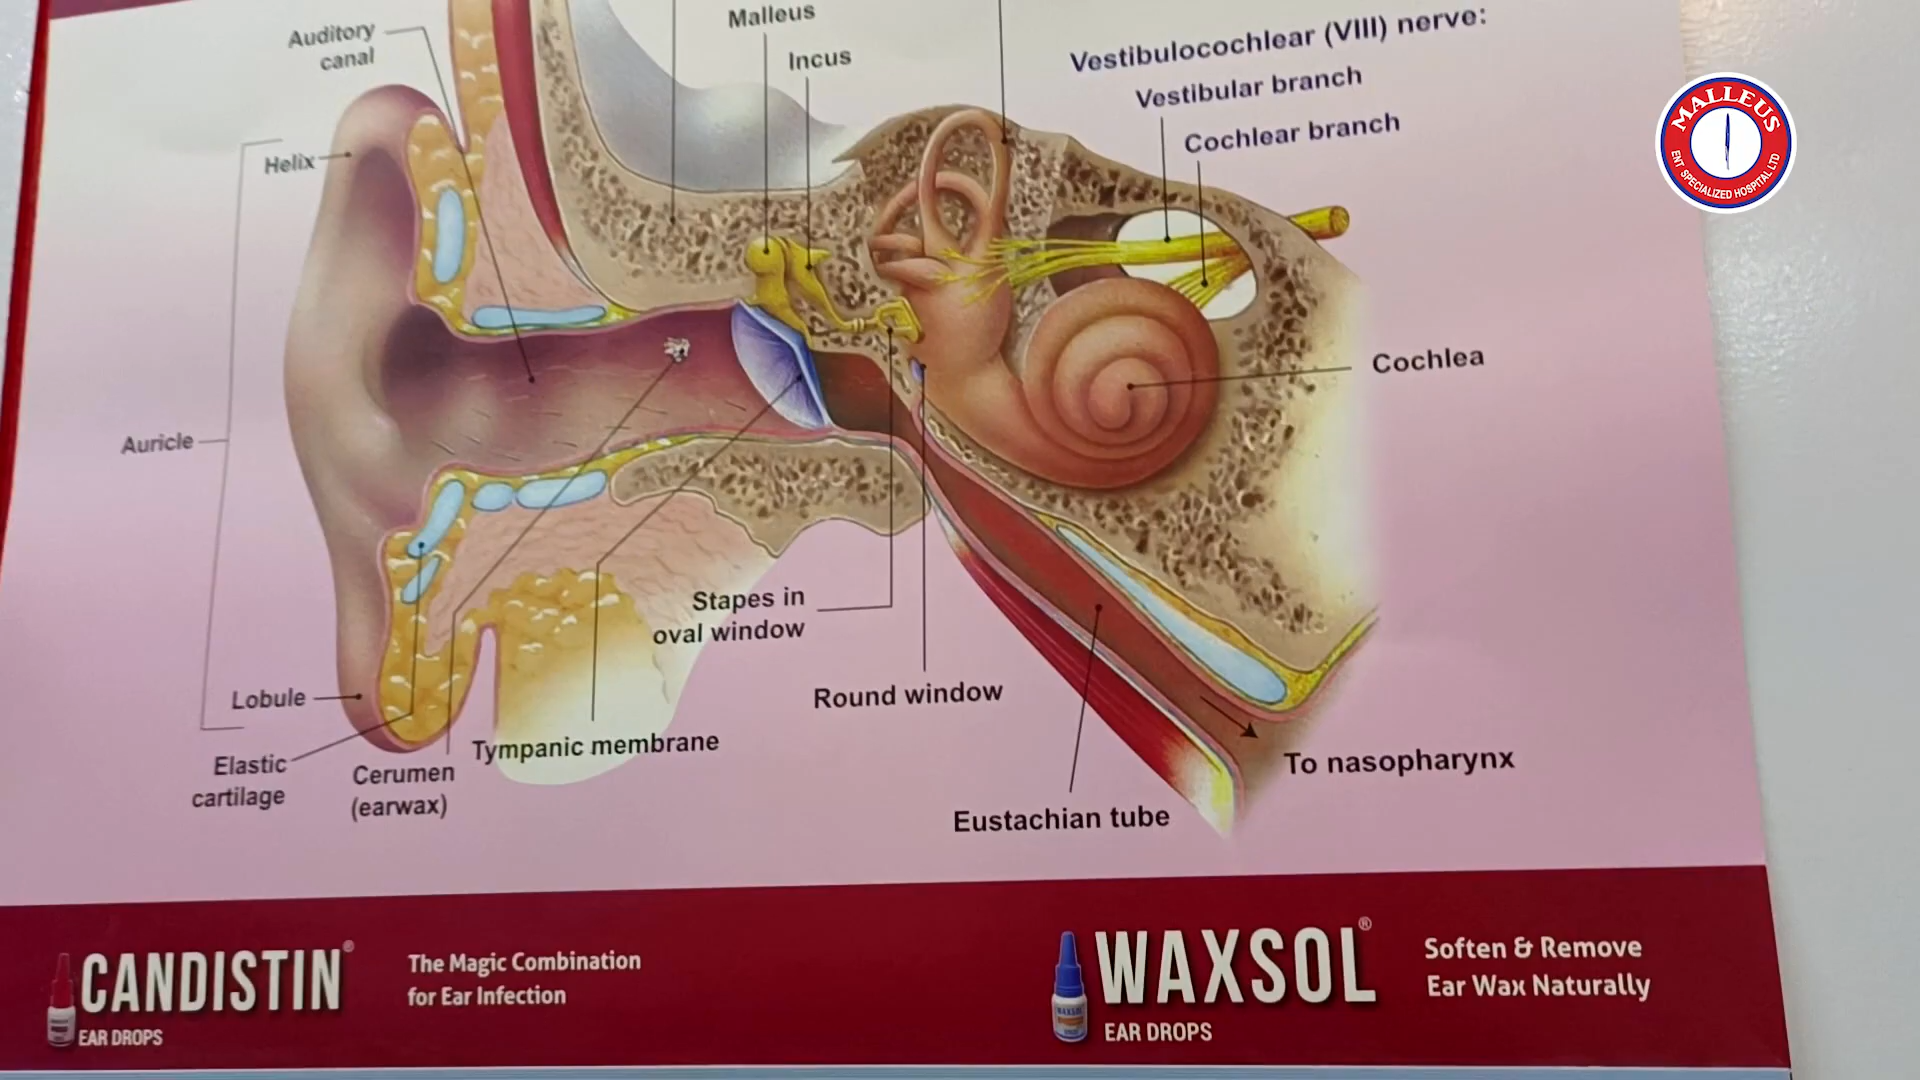 Malleus
Incus
Auditory
canal
Vestibulocochlear (VIII) nerve:
Vestibular branch
Cochlear branch
MALLEUS
ENT SPECIALIZED HOSPITAL LTD
Helix
Cochlea
Auricle
Stapes in
oval window
Round window
Lobule
Tympanic membrane
Elastic
cartilage
Cerumen
(earwax)
To nasopharynx
Eustachian tube
CANDISTIN®
EAR DROPS
The Magic Combination
for Ear Infection
WAXSOL®
EAR DROPS
Soften & Remove
Ear Wax Naturally